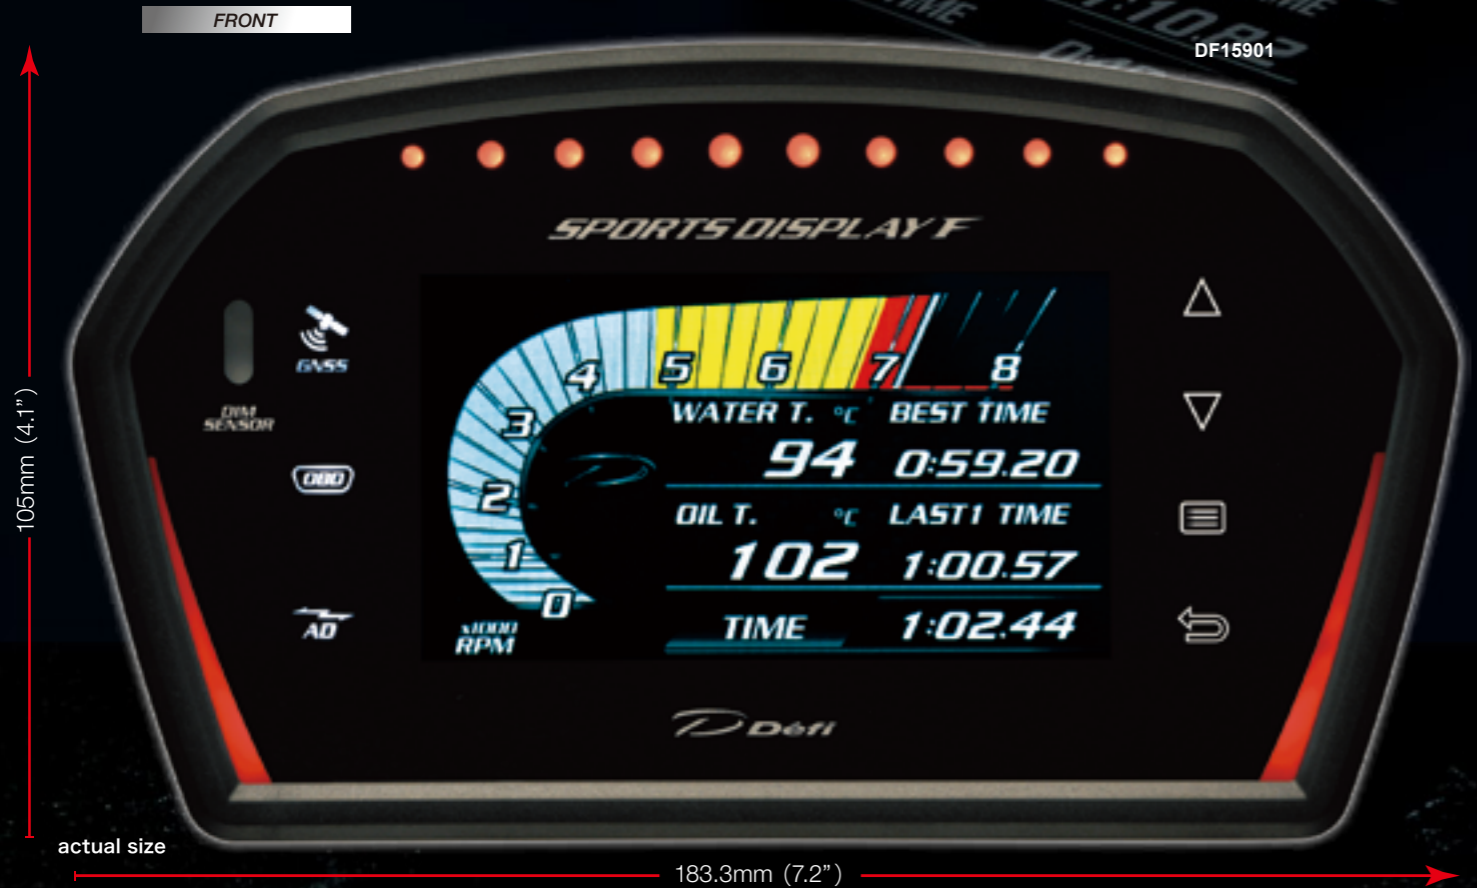 FRONT
TIME
DF15901
SPORTS DISPLAY F
GNSS
DIM
SENSOR
OBD
AD
0
1
2
3
4
5
6
7
8
x1000
RPM
WATER T. °C
94
BEST TIME
0:59.20
OIL T. °C
102
LAST1 TIME
1:00.57
TIME
1:02.44
Défi
105mm (4.1”)
actual size
183.3mm (7.2”)